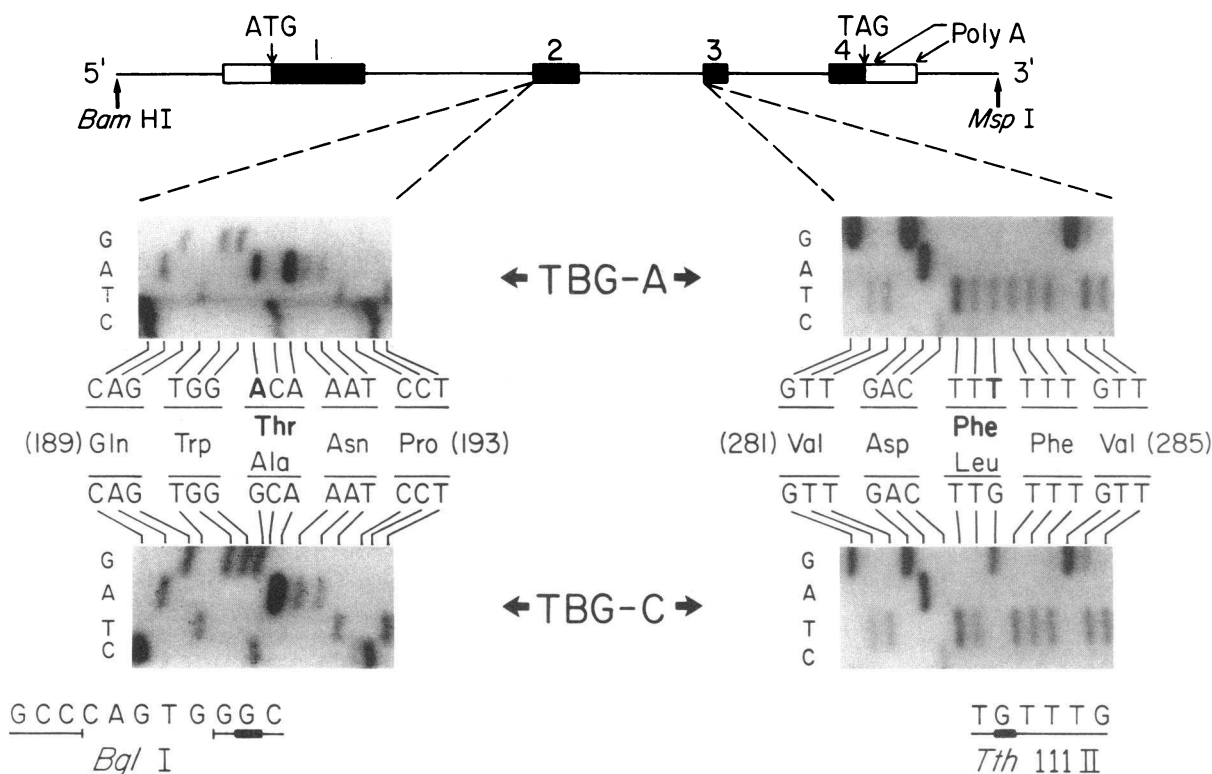 ATG 1 2 3 4 TAG Poly A
5' 3'
Bam HI Msp I
G
A
T
C
← TBG-A →
G
A
T
C
CAG TGG ACA AAT CCT
GTT GAC TTT TTT GTT
(189) Gln Trp Thr Asn Pro (193)
Ala
(281) Val Asp Phe Phe Val (285)
Leu
CAG TGG GCA AAT CCT
GTT GAC TTG TTT GTT
G
A
T
C
← TBG-C →
G
A
T
C
G C C C A G T G G G C
Bgl I
T G T T T G
Tth 111 II